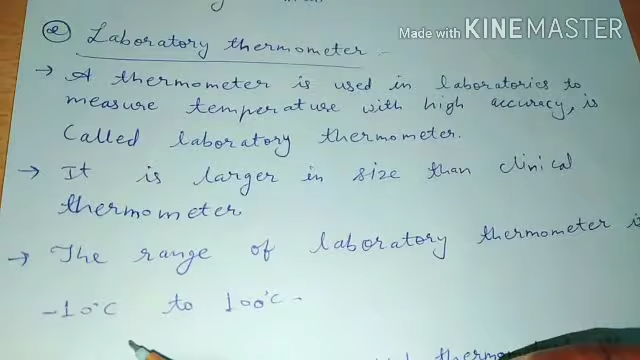 Made with KINEMASTER
② Laboratory thermometer -
→ A thermometer is used in laboratories to
measure temperature with high accuracy, is
called laboratory thermometer.
→ It is larger in size than clinical
thermometer
→ The range of laboratory thermometer is
-10°C to 100°C -